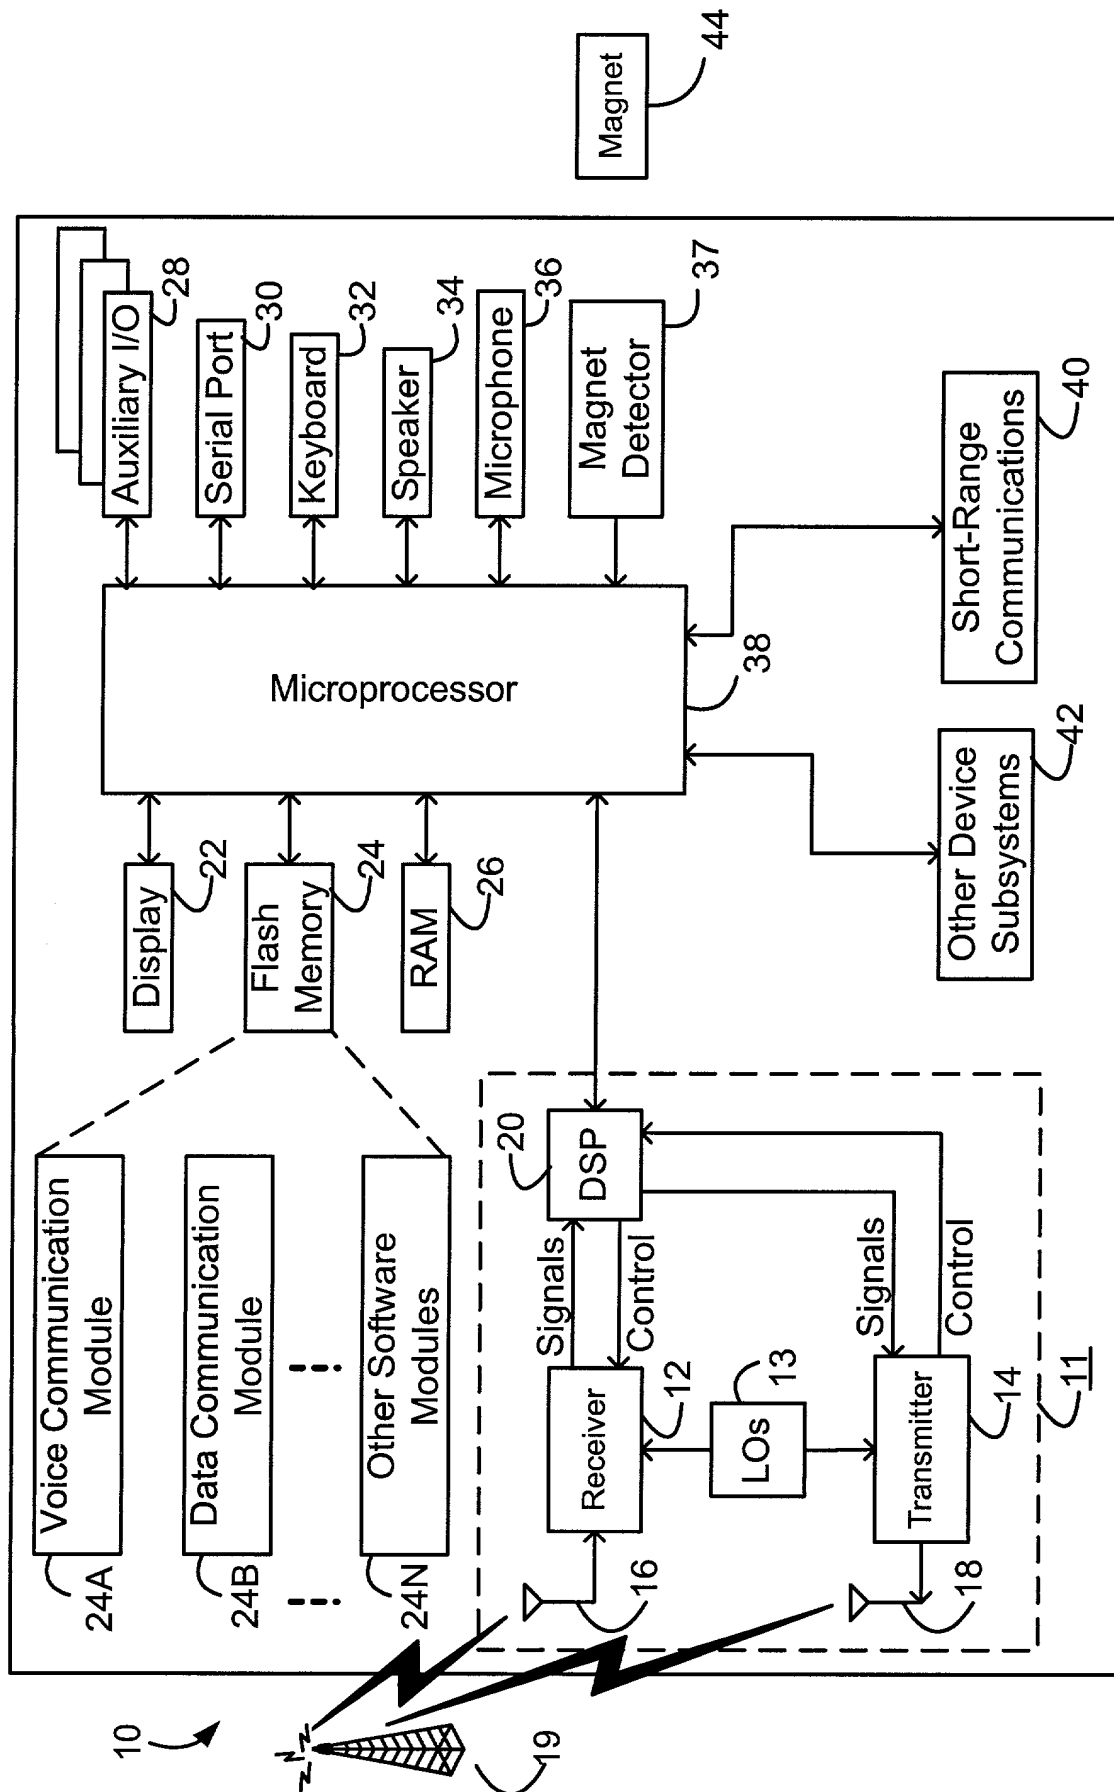 10
19
Voice Communication
Module
24A
Data Communication
Module
24B
Other Software
Modules
24N
Display
22
Flash
Memory
24
RAM
26
Microprocessor
38
Auxiliary I/O
28
Serial Port
30
Keyboard
32
Speaker
34
Microphone
36
Magnet
Detector
37
Magnet
44
16
Receiver
12
Signals
Control
DSP
20
LOs
13
18
Transmitter
14
Signals
Control
11
Other Device
Subsystems
42
Short-Range
Communications
40